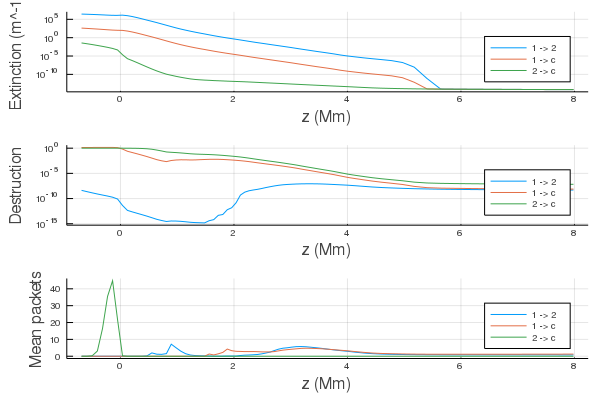 Extinction (m^-1
10^5
10^0
10^-5
10^-10
1 -> 2
1 -> c
2 -> c
0 2 4 6 8
z (Mm)
Destruction
10^0
10^-5
10^-10
10^-15
1 -> 2
1 -> c
2 -> c
0 2 4 6 8
z (Mm)
Mean packets
40
30
20
10
0
1 -> 2
1 -> c
2 -> c
0 2 4 6 8
z (Mm)